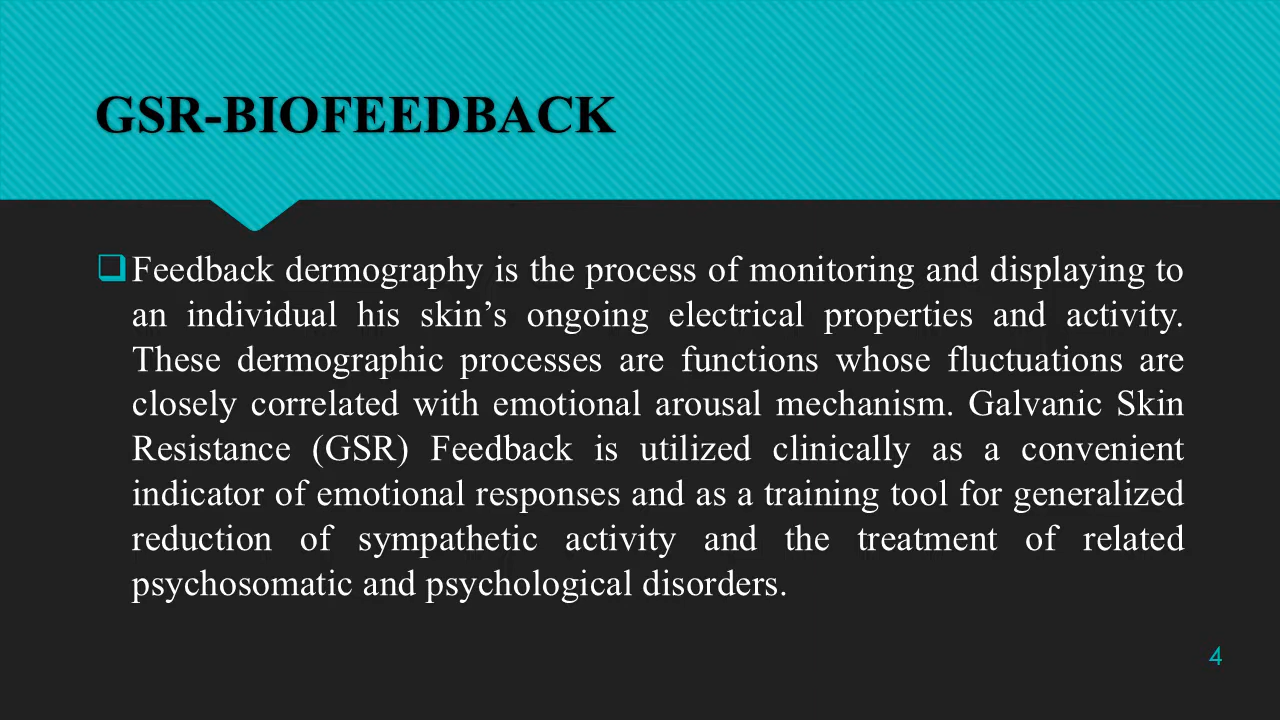 GSR-BIOFEEDBACK
Feedback dermography is the process of monitoring and displaying to
an individual his skin’s ongoing electrical properties and activity.
These dermographic processes are functions whose fluctuations are
closely correlated with emotional arousal mechanism. Galvanic Skin
Resistance (GSR) Feedback is utilized clinically as a convenient
indicator of emotional responses and as a training tool for generalized
reduction of sympathetic activity and the treatment of related
psychosomatic and psychological disorders.
4